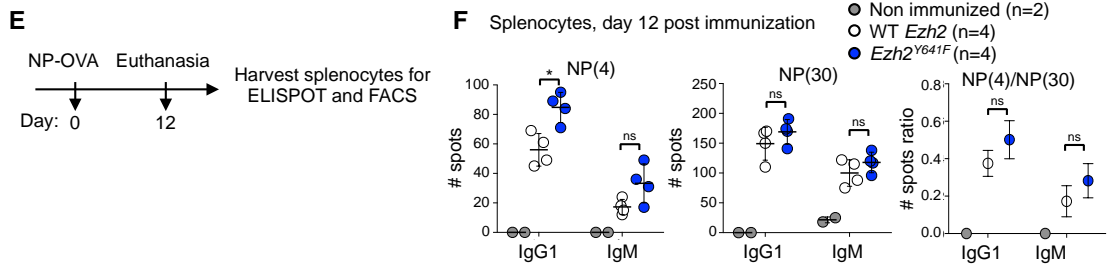 E
NP-OVA Euthanasia
Day: 0 12
Harvest splenocytes for
ELISPOT and FACS
F Splenocytes, day 12 post immunization
Non immunized (n=2)
WT Ezh2 (n=4)
Ezh2Y641F(n=4)
NP(4)
# spots
100
80
60
40
20
0
*
ns
IgG1 IgM
NP(30)
# spots
250
200
150
100
50
0
ns
ns
IgG1 IgM
NP(4)/NP(30)
# spots ratio
0.8
0.6
0.4
0.2
0.0
ns
ns
IgG1 IgM